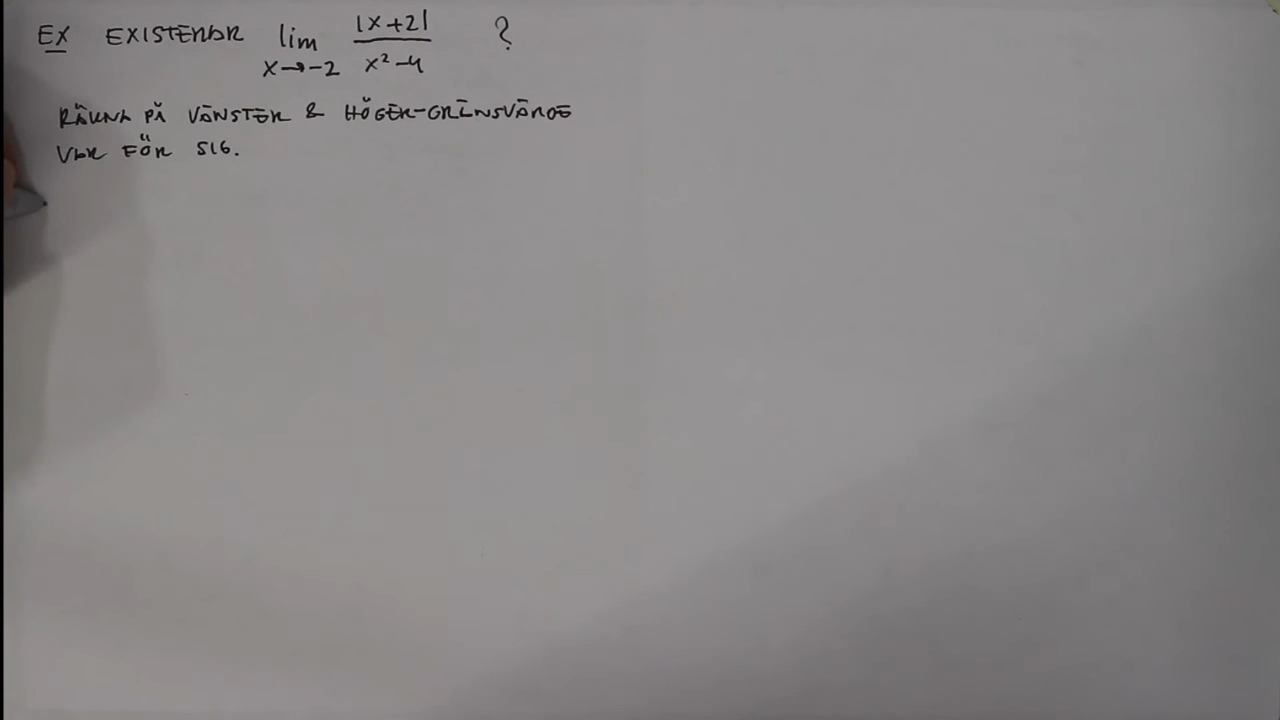 EX EXISTERAR lim x→-2 |x+2| / x²-4 ?
RÄKNA PÅ VÄNSTER & HÖGER-GRÄNSVÄRDE
VAR FÖR SIG.